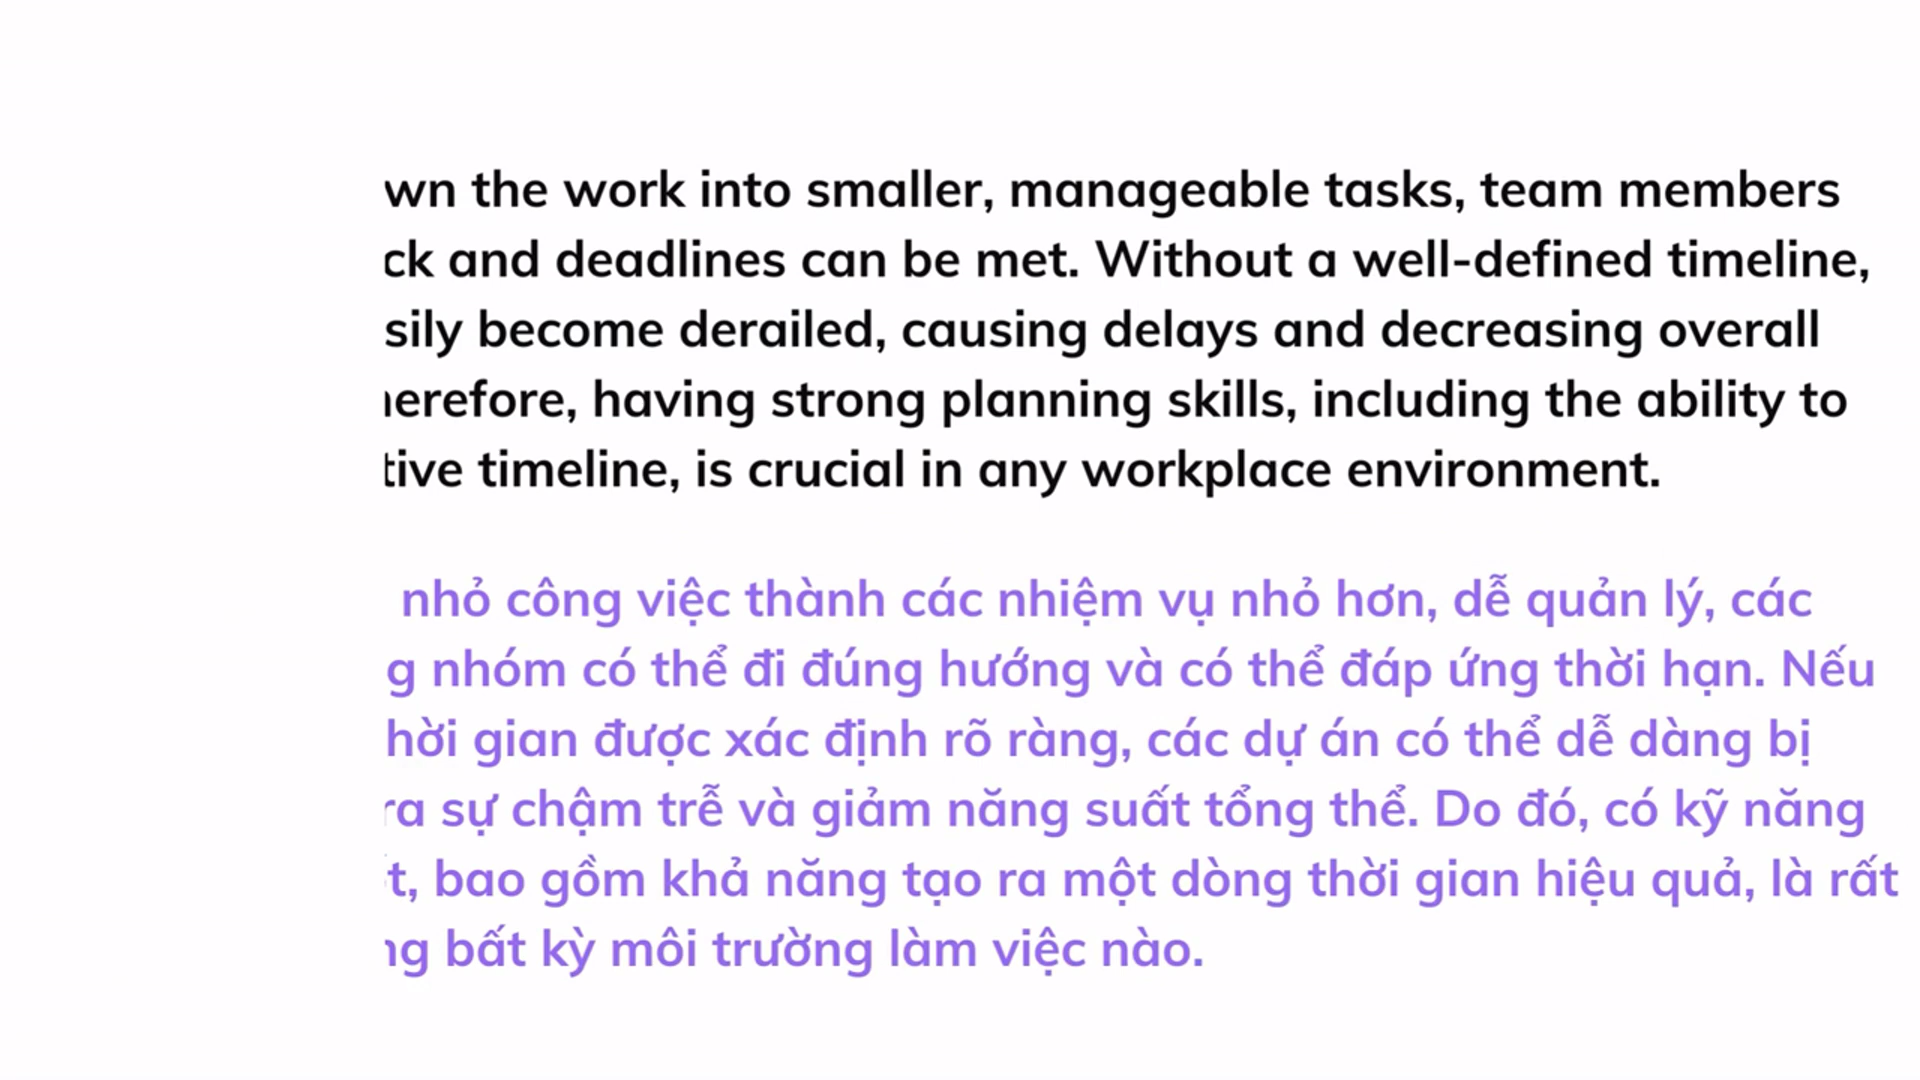 wn the work into smaller, manageable tasks, team members
ck and deadlines can be met. Without a well-defined timeline,
sily become derailed, causing delays and decreasing overall
erefore, having strong planning skills, including the ability to
tive timeline, is crucial in any workplace environment.
nhỏ công việc thành các nhiệm vụ nhỏ hơn, dễ quản lý, các
g nhóm có thể đi đúng hướng và có thể đáp ứng thời hạn. Nếu
hời gian được xác định rõ ràng, các dự án có thể dễ dàng bị
ra sự chậm trễ và giảm năng suất tổng thể. Do đó, có kỹ năng
t, bao gồm khả năng tạo ra một dòng thời gian hiệu quả, là rất
g bất kỳ môi trường làm việc nào.